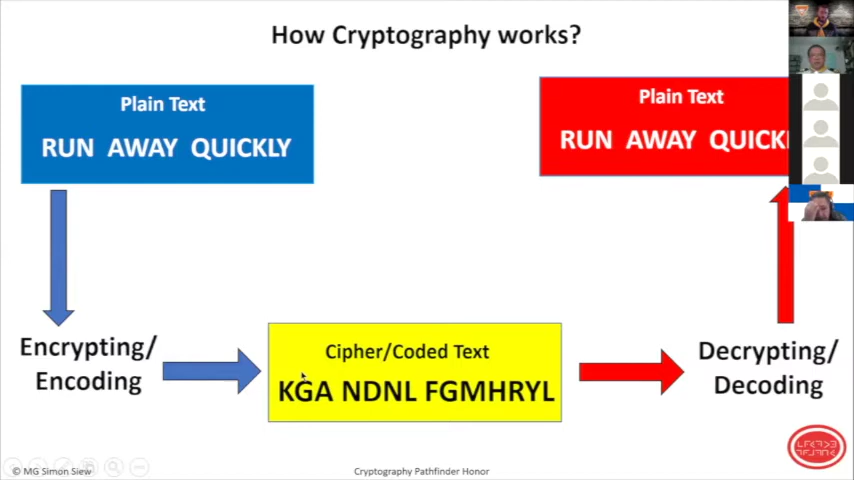 How Cryptography works?
Plain Text
RUN AWAY QUICKLY
Plain Text
RUN AWAY
Encrypting/
Encoding
Cipher/Coded Text
KGA NDNL FGMHRYL
Decrypting/
Decoding
© MG Simon Siew
Cryptography Pathfinder Honor